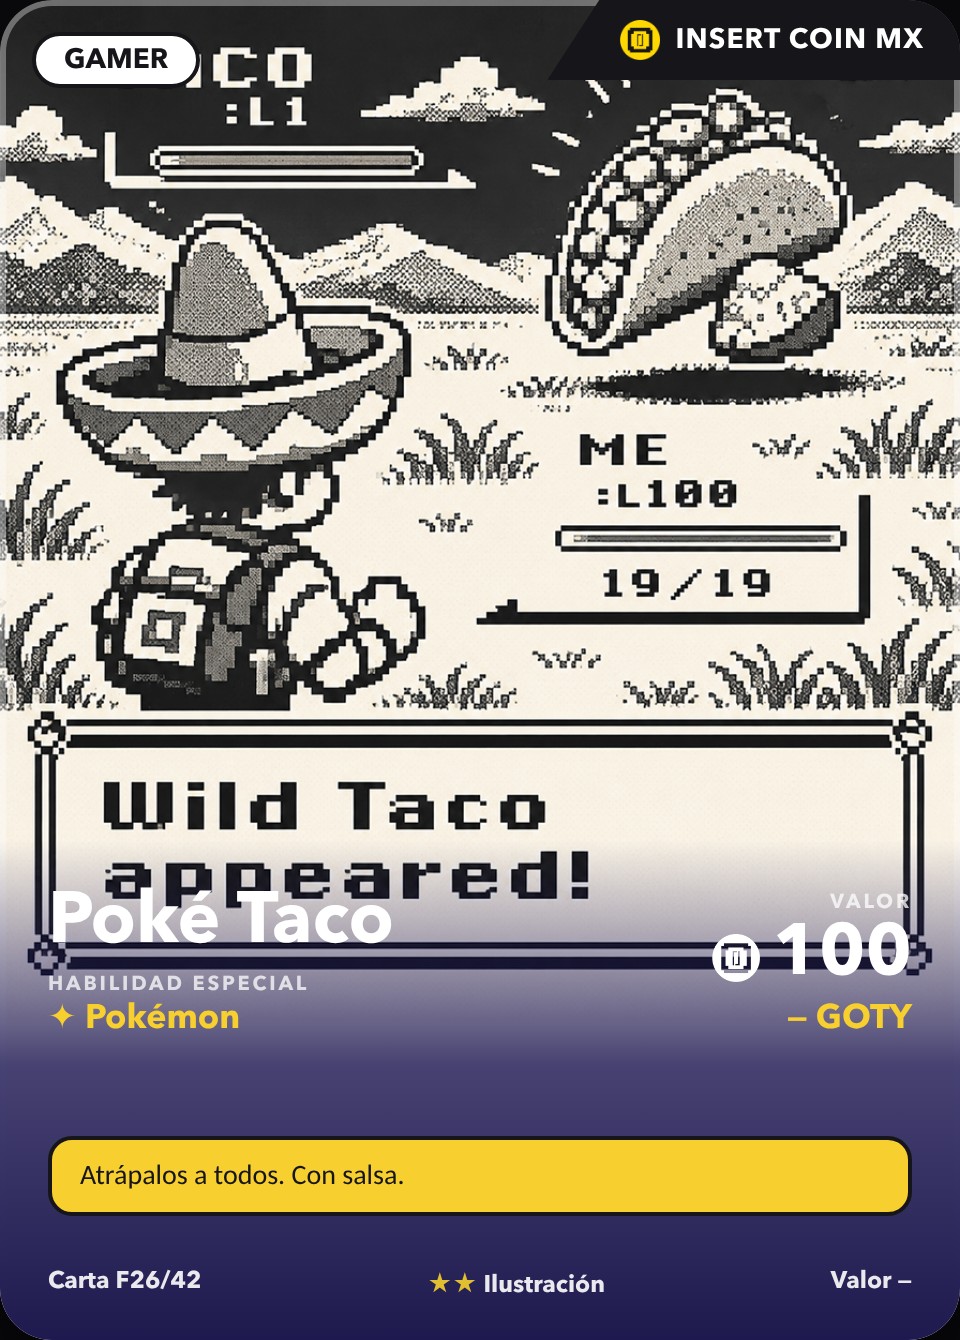 GAMER
INSERT COIN MX
ACO
:L1
ME
:L100
19/19
Wild Taco
appeared!
Poké Taco
VALOR
100
HABILIDAD ESPECIAL
✦ Pokémon
– GOTY
Atrápalos a todos. Con salsa.
Carta F26/42
★★ Ilustración
Valor –